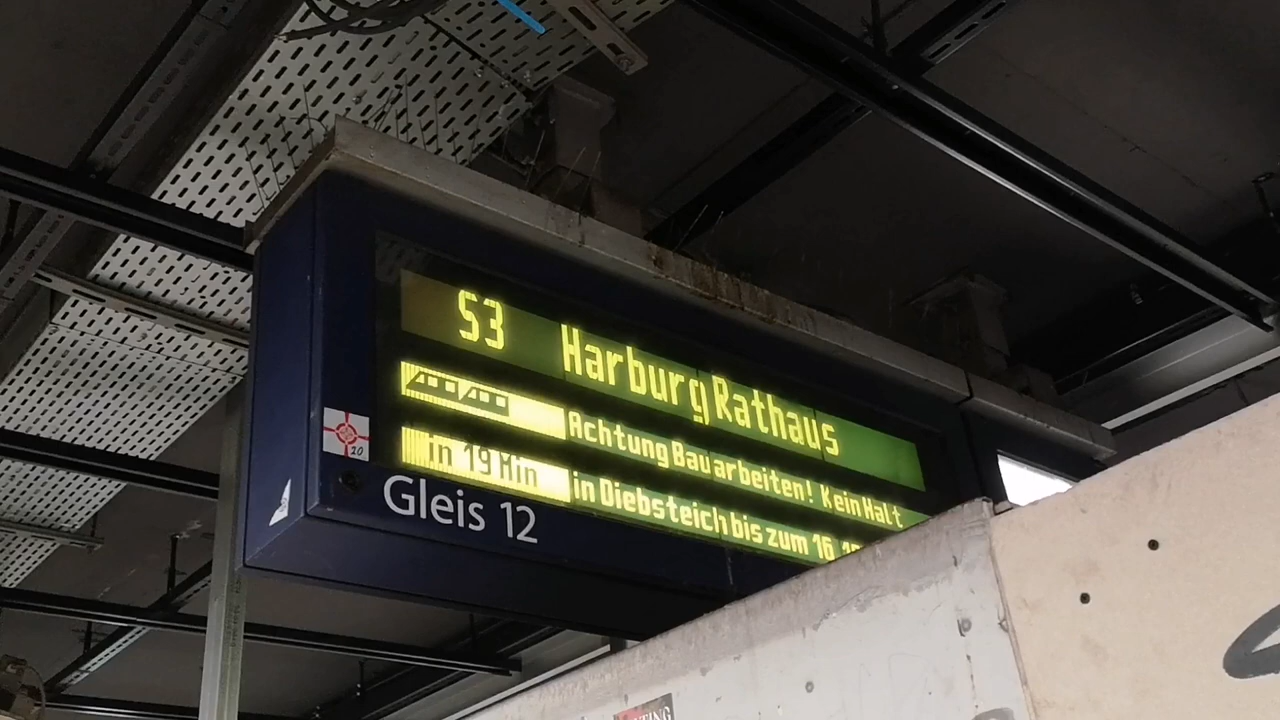 S3 Harburg Rathaus
Achtung Bauarbeiten! Kein Halt
in 19 Min in Diebsteich bis zum 16
Gleis 12
20